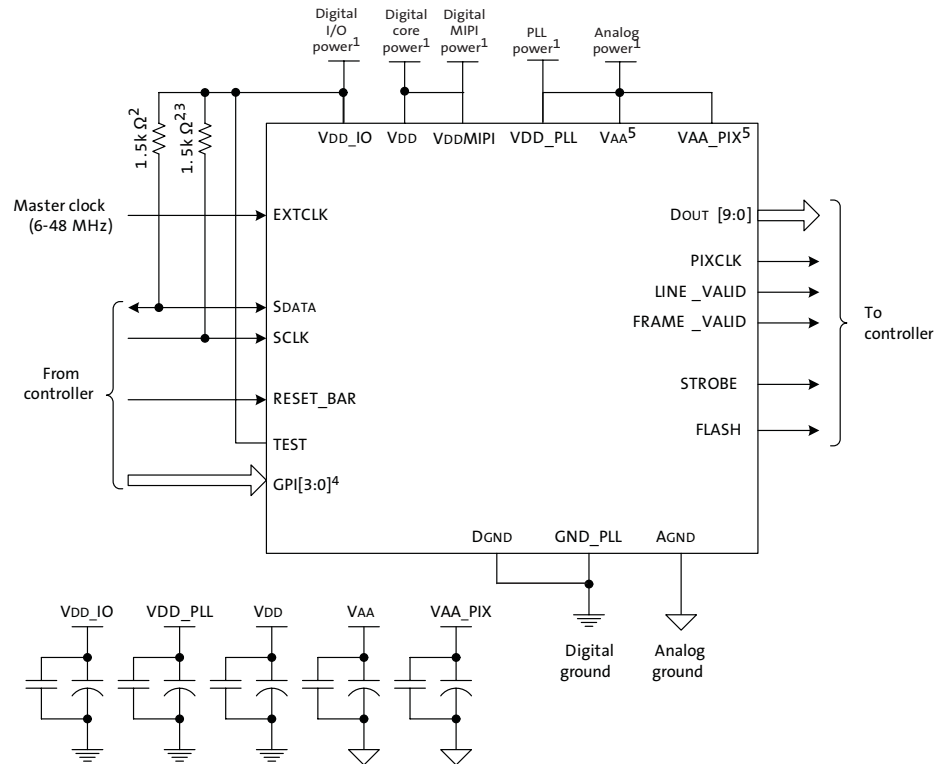 Digital
I/O
power1
Digital
core
power1
Digital
MIPI
power1
PLL
power1
Analog
power1
1.5k Ω2
1.5k Ω23
VDD_IO
VDD
VDDMIPI
VDD_PLL
VAA5
VAA_PIX5
Master clock
(6-48 MHz)
EXTCLK
DOUT [9:0]
PIXCLK
LINE _VALID
FRAME _VALID
SDATA
SCLK
To
controller
From
controller
RESET_BAR
STROBE
FLASH
TEST
GPI[3:0]4
DGND
GND_PLL
AGND
Digital
ground
Analog
ground
VDD_IO
VDD_PLL
VDD
VAA
VAA_PIX